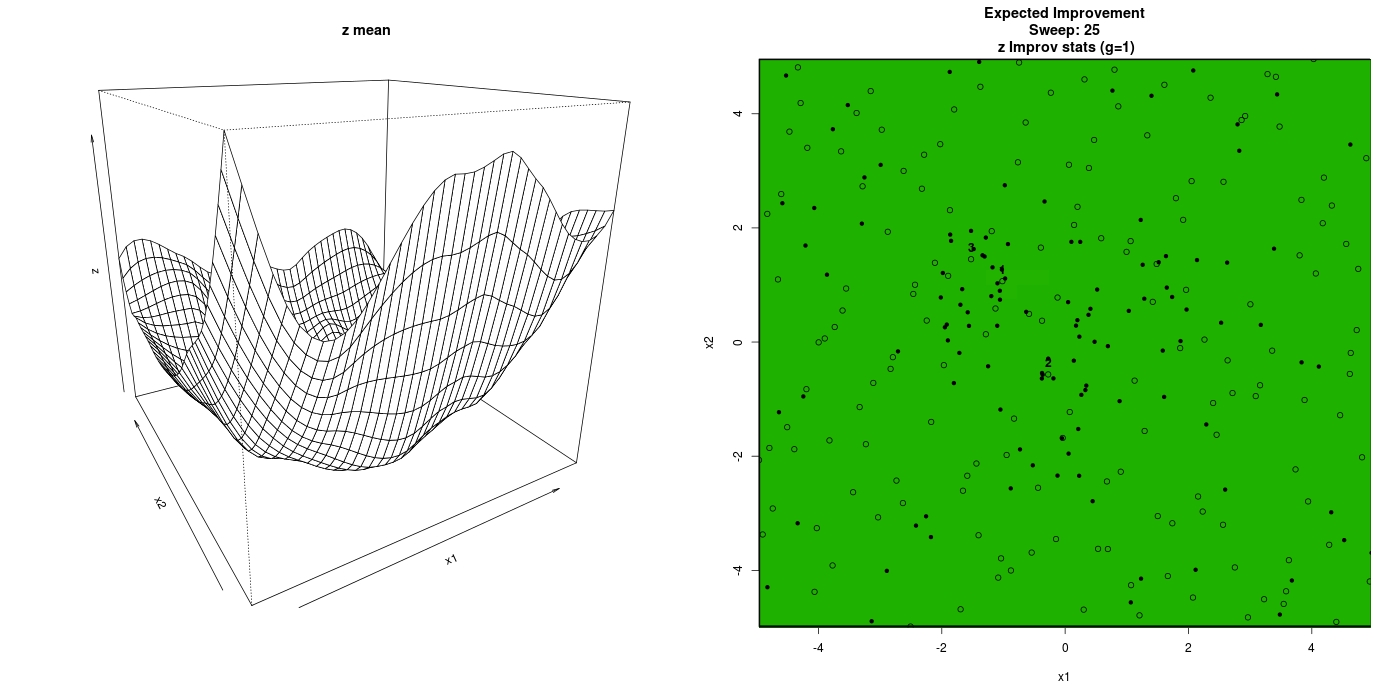 z mean
z
x2
x1
Expected Improvement
Sweep: 25
z Improv stats (g=1)
x2
4
2
0
-2
-4
3
2
-4
-2
0
2
4
x1